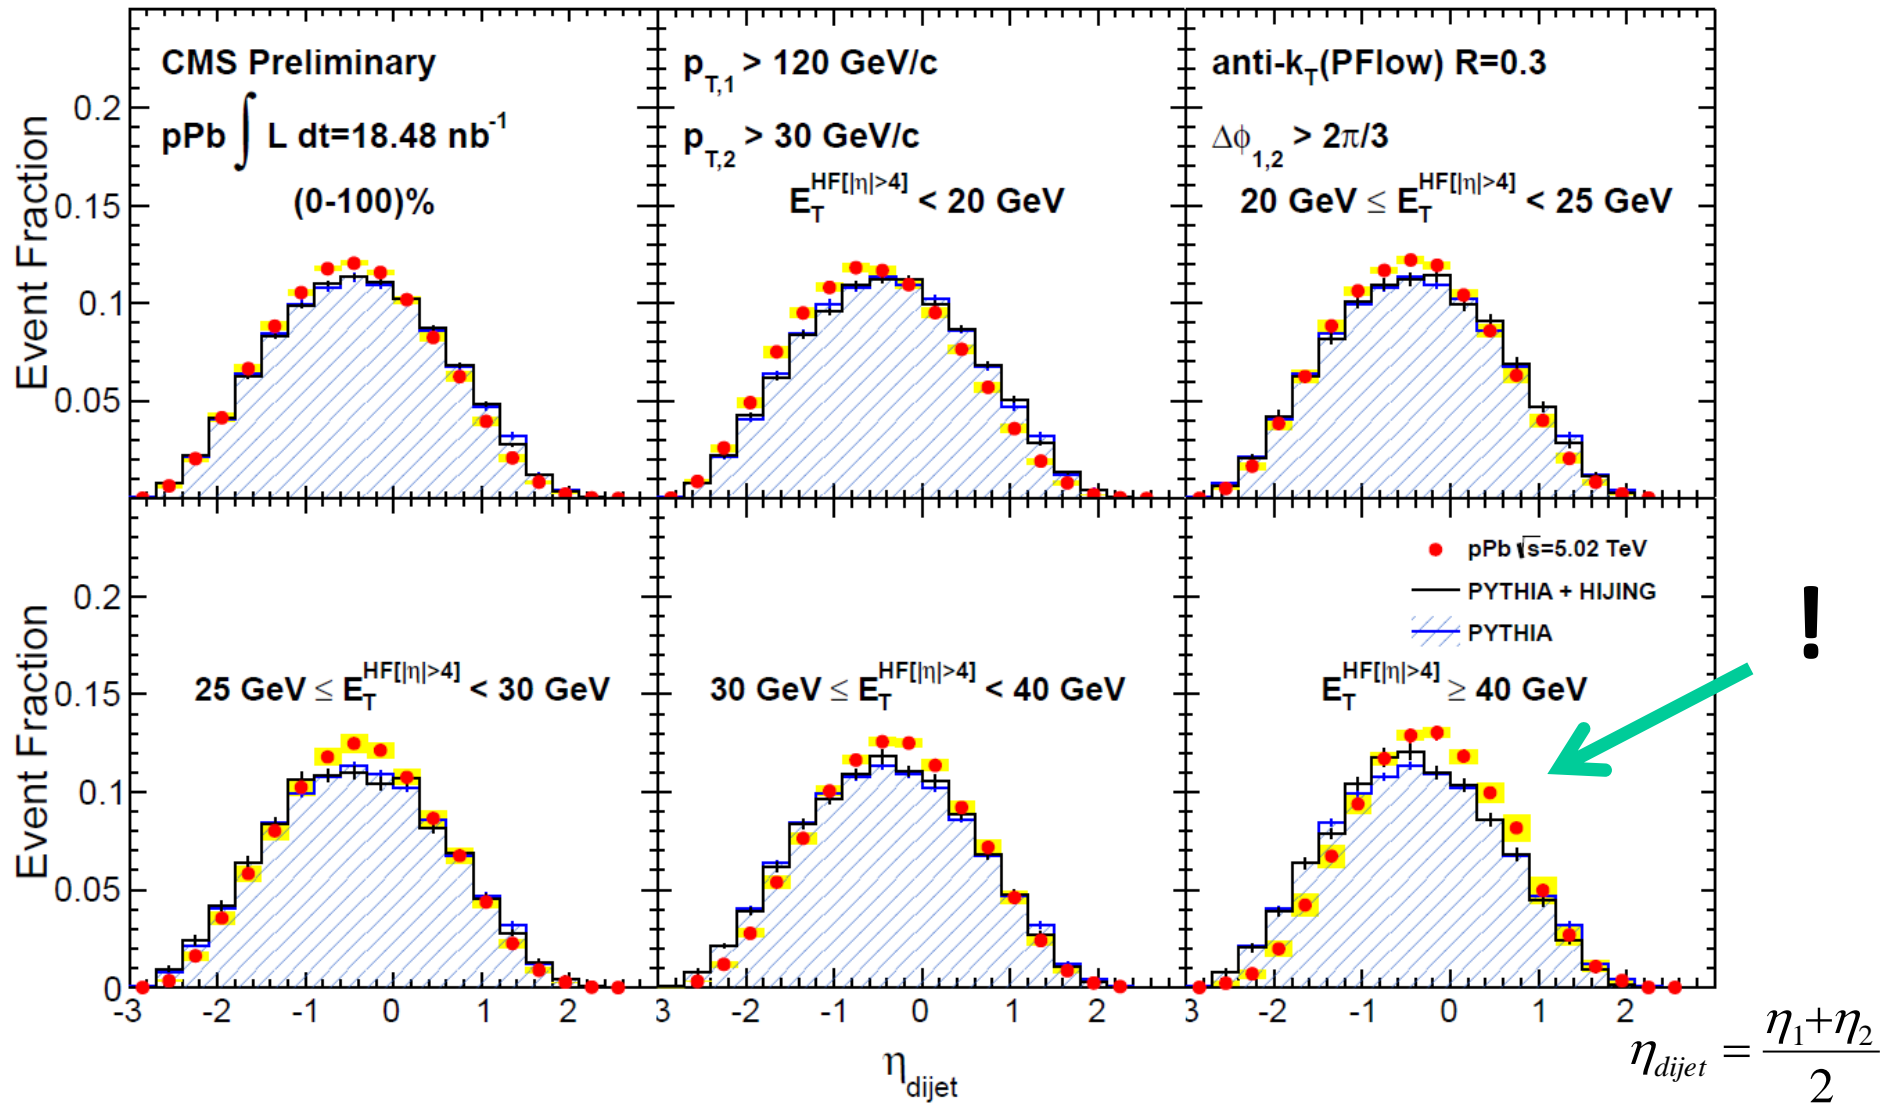 CMS Preliminary
pPb ∫ L dt=18.48 nb⁻¹
(0-100)%
p_T,1 > 120 GeV/c
p_T,2 > 30 GeV/c
E_T^HF[|η|>4] < 20 GeV
anti-k_T(PFlow) R=0.3
Δϕ_1,2 > 2π/3
20 GeV ≤ E_T^HF[|η|>4] < 25 GeV
Event Fraction
0.2
0.15
0.1
0.05
25 GeV ≤ E_T^HF[|η|>4] < 30 GeV
30 GeV ≤ E_T^HF[|η|>4] < 40 GeV
pPb √s=5.02 TeV
PYTHIA + HIJING
PYTHIA
E_T^HF[|η|>4] ≥ 40 GeV
!
Event Fraction
0.2
0.15
0.1
0.05
0
-3 -2 -1 0 1 2
3 -2 -1 0 1 2
3 -2 -1 0 1 2
η_dijet
η_dijet = (η₁+η₂)/2